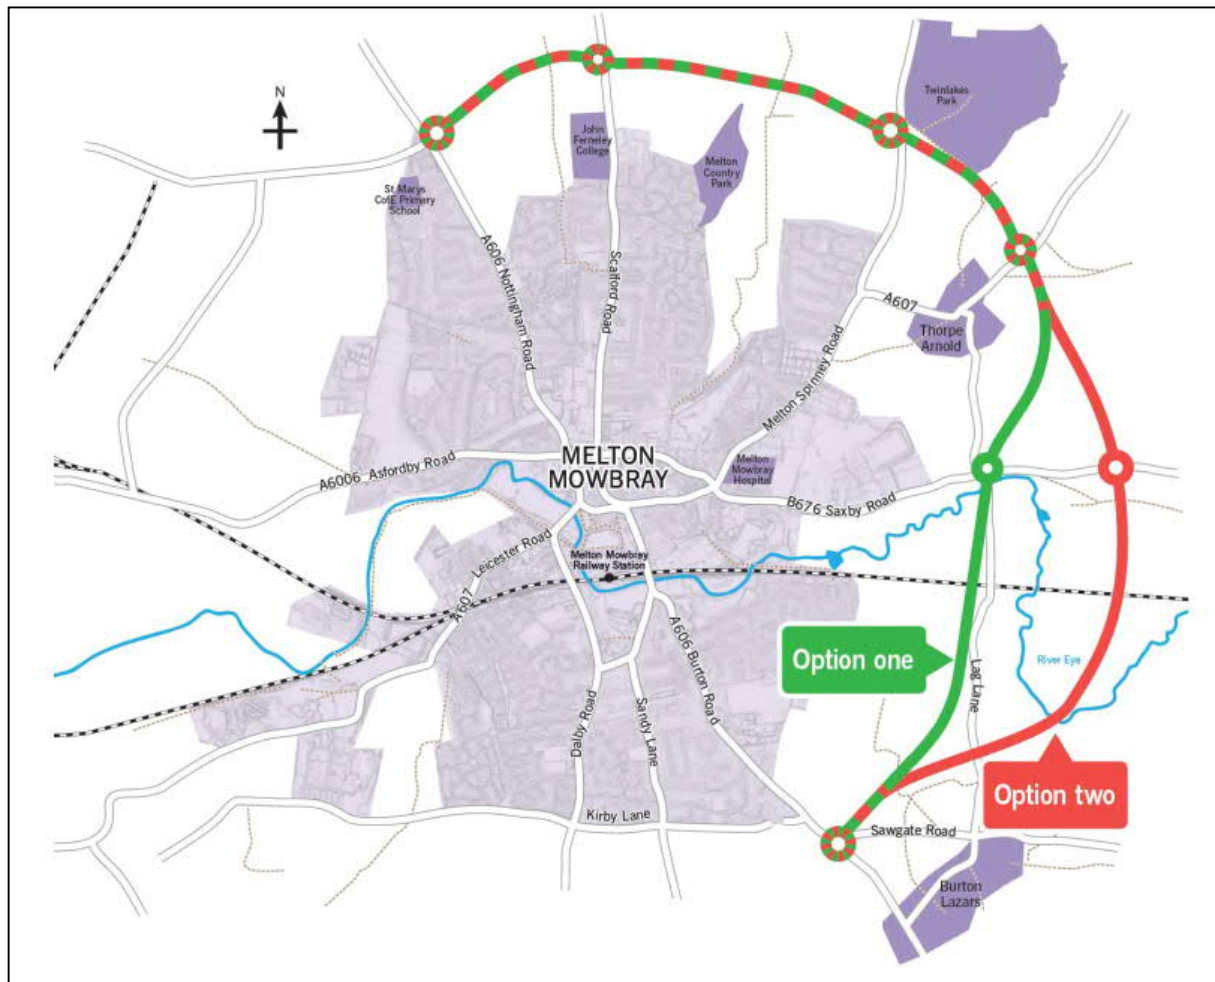 N
Twinlakes
Park
John
Ferneley
College
Melton
Country
Park
St Marys
CofE Primary
School
A606 Nottingham Road
Scalford Road
A607
Thorpe
Arnold
Melton Spinney Road
MELTON
MOWBRAY
A6006 Asfordby Road
Melton
Mowbray
Hospital
B676 Saxby Road
A607 Leicester Road
Melton Mowbray
Railway Station
A606 Burton Road
Option one
Lag Lane
River Eye
Dalby Road
Sandy Lane
Option two
Kirby Lane
Sawgate Road
Burton
Lazars